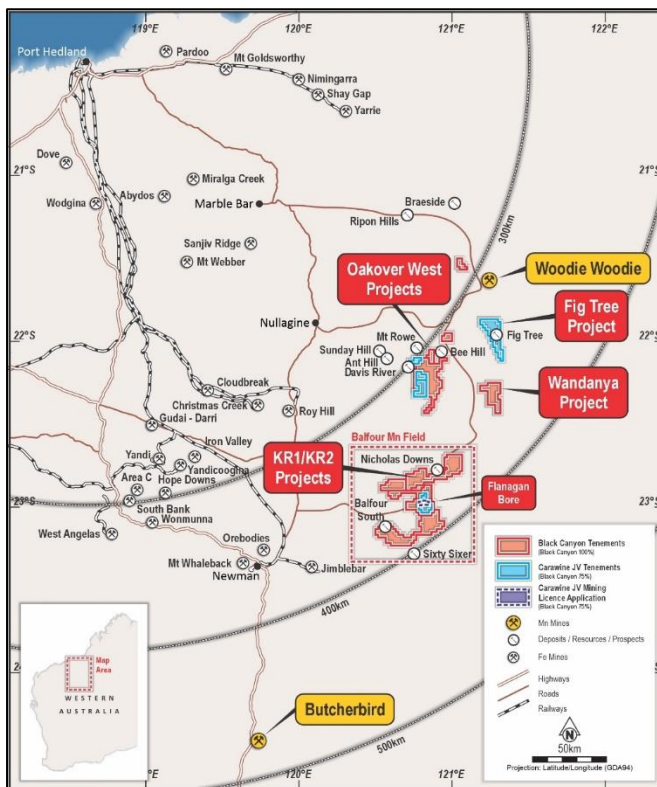 119°E
120°E
121°E
122°E
Port Hedland
Pardoo
Mt Goldsworthy
Nimingarra
Shay Gap
Yarrie
Dove
21°S
Miralga Creek
Wodgina
Abydos
Marble Bar
Braeside
Ripon Hills
300km
Sanjiv Ridge
Mt Webber
Oakover West
Projects
Woodie Woodie
Fig Tree
Project
Nullagine
22°S
Mt Rowe
Sunday Hill
Ant Hill
Davis River
Bee Hill
Fig Tree
Cloudbreak
Christmas Creek
Roy Hill
Gudai - Darri
Wandanya
Project
Iron Valley
Balfour Mn Field
KR1/KR2
Projects
Nicholas Downs
Yandi
Yandicoogina
Area C
Hope Downs
23°S
South Bank
Wonmunna
West Angelas
Flanagan
Bore
Balfour
South
Sixty Sixer
Orebodies
Mt Whaleback
Newman
Jimblebar
400km
24°S
Butcherbird
500km
Map
Area
WESTERN
AUSTRALIA
Black Canyon Tenements
(Black Canyon 100%)
Carawine JV Tenements
(Black Canyon 75%)
Carawine JV Mining
Licence Application
(Black Canyon 75%)
Mn Mines
Deposits / Resources / Prospects
Fe Mines
Highways
Roads
Railways
N
50km
Projection: Latitude/Longitude (GDA94)
119°E
120°E
121°E